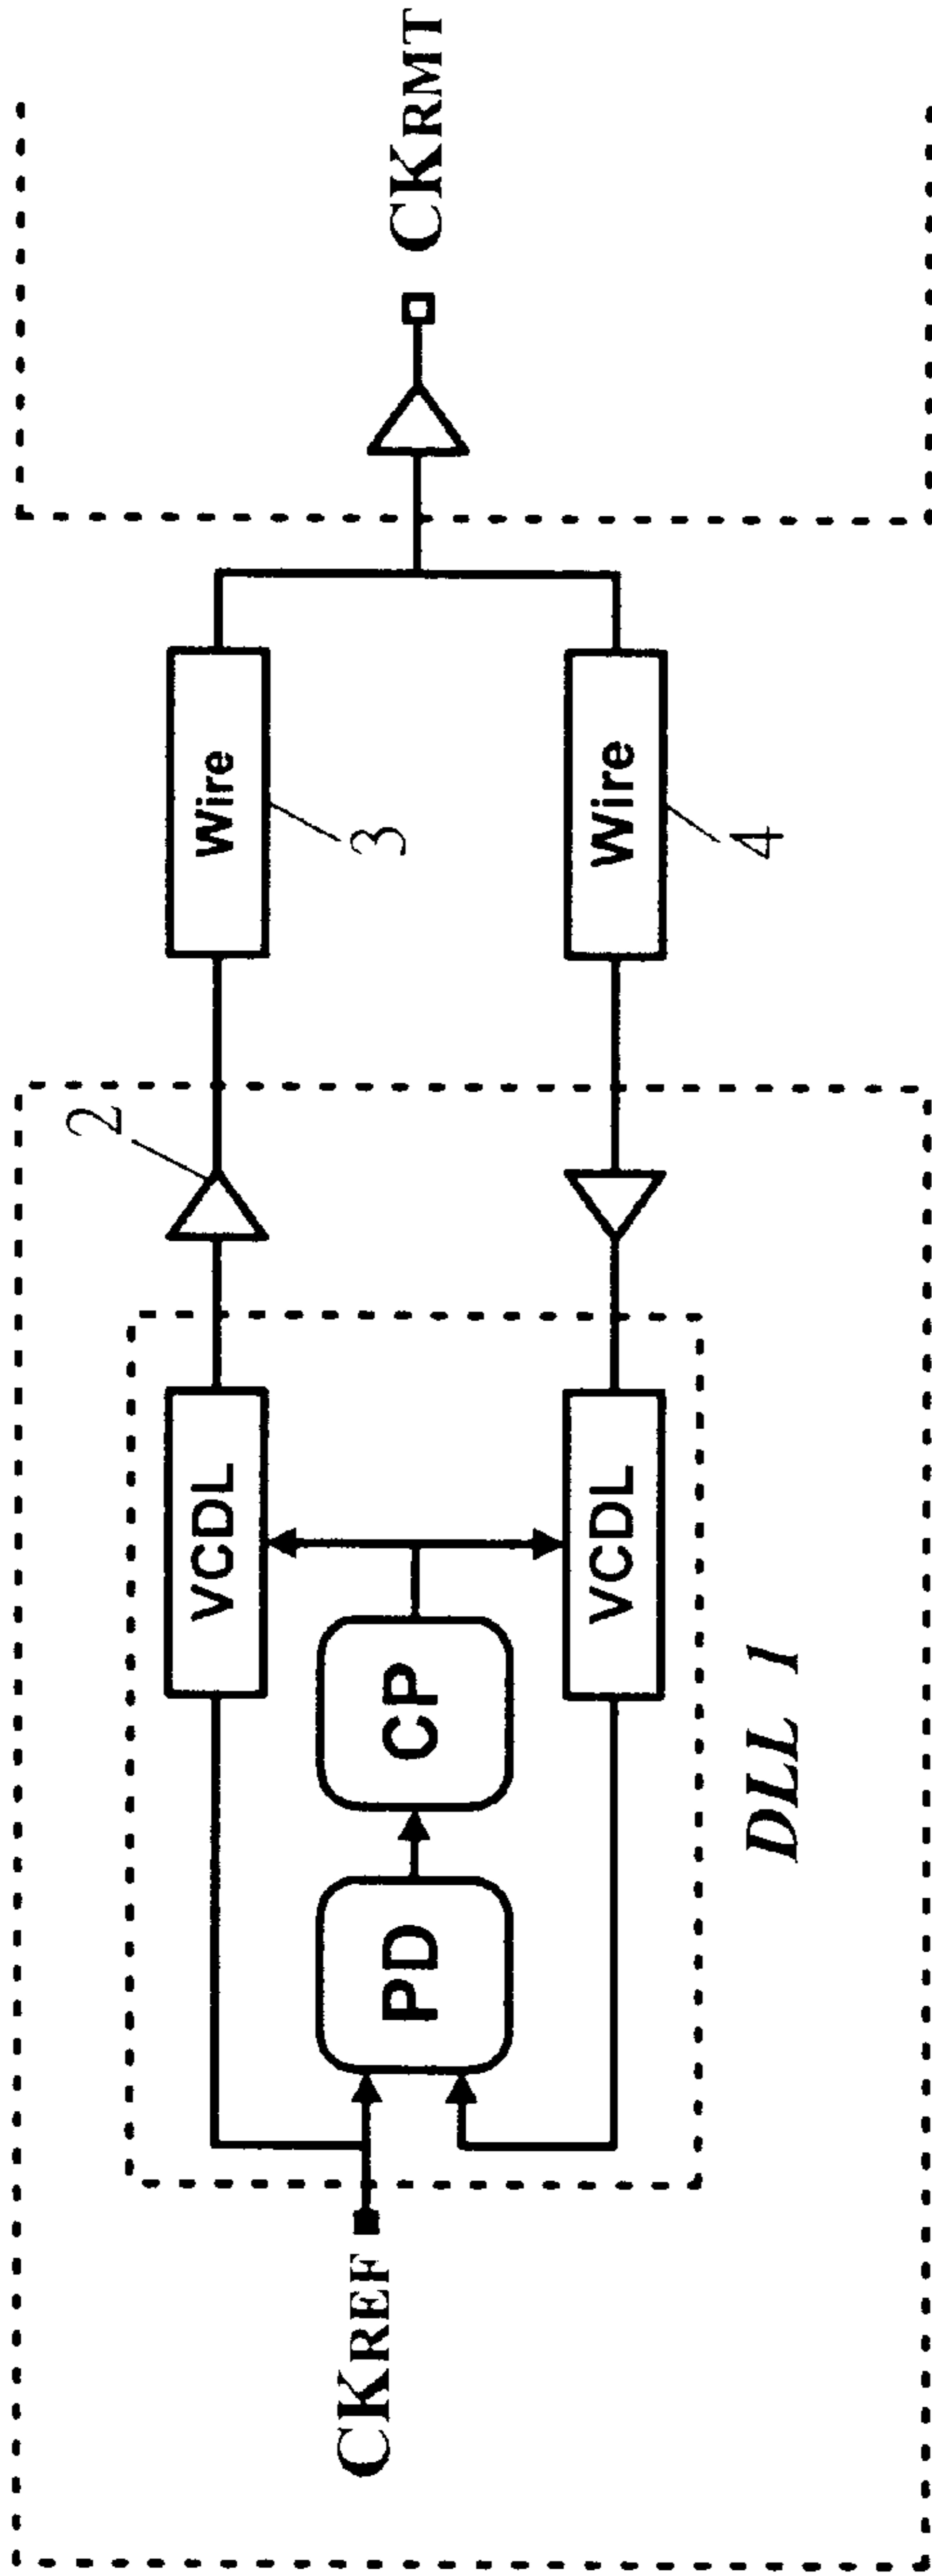 CKREF
PD
CP
VCDL
VCDL
DLL 1
2
Wire
3
Wire
4
CKRMT